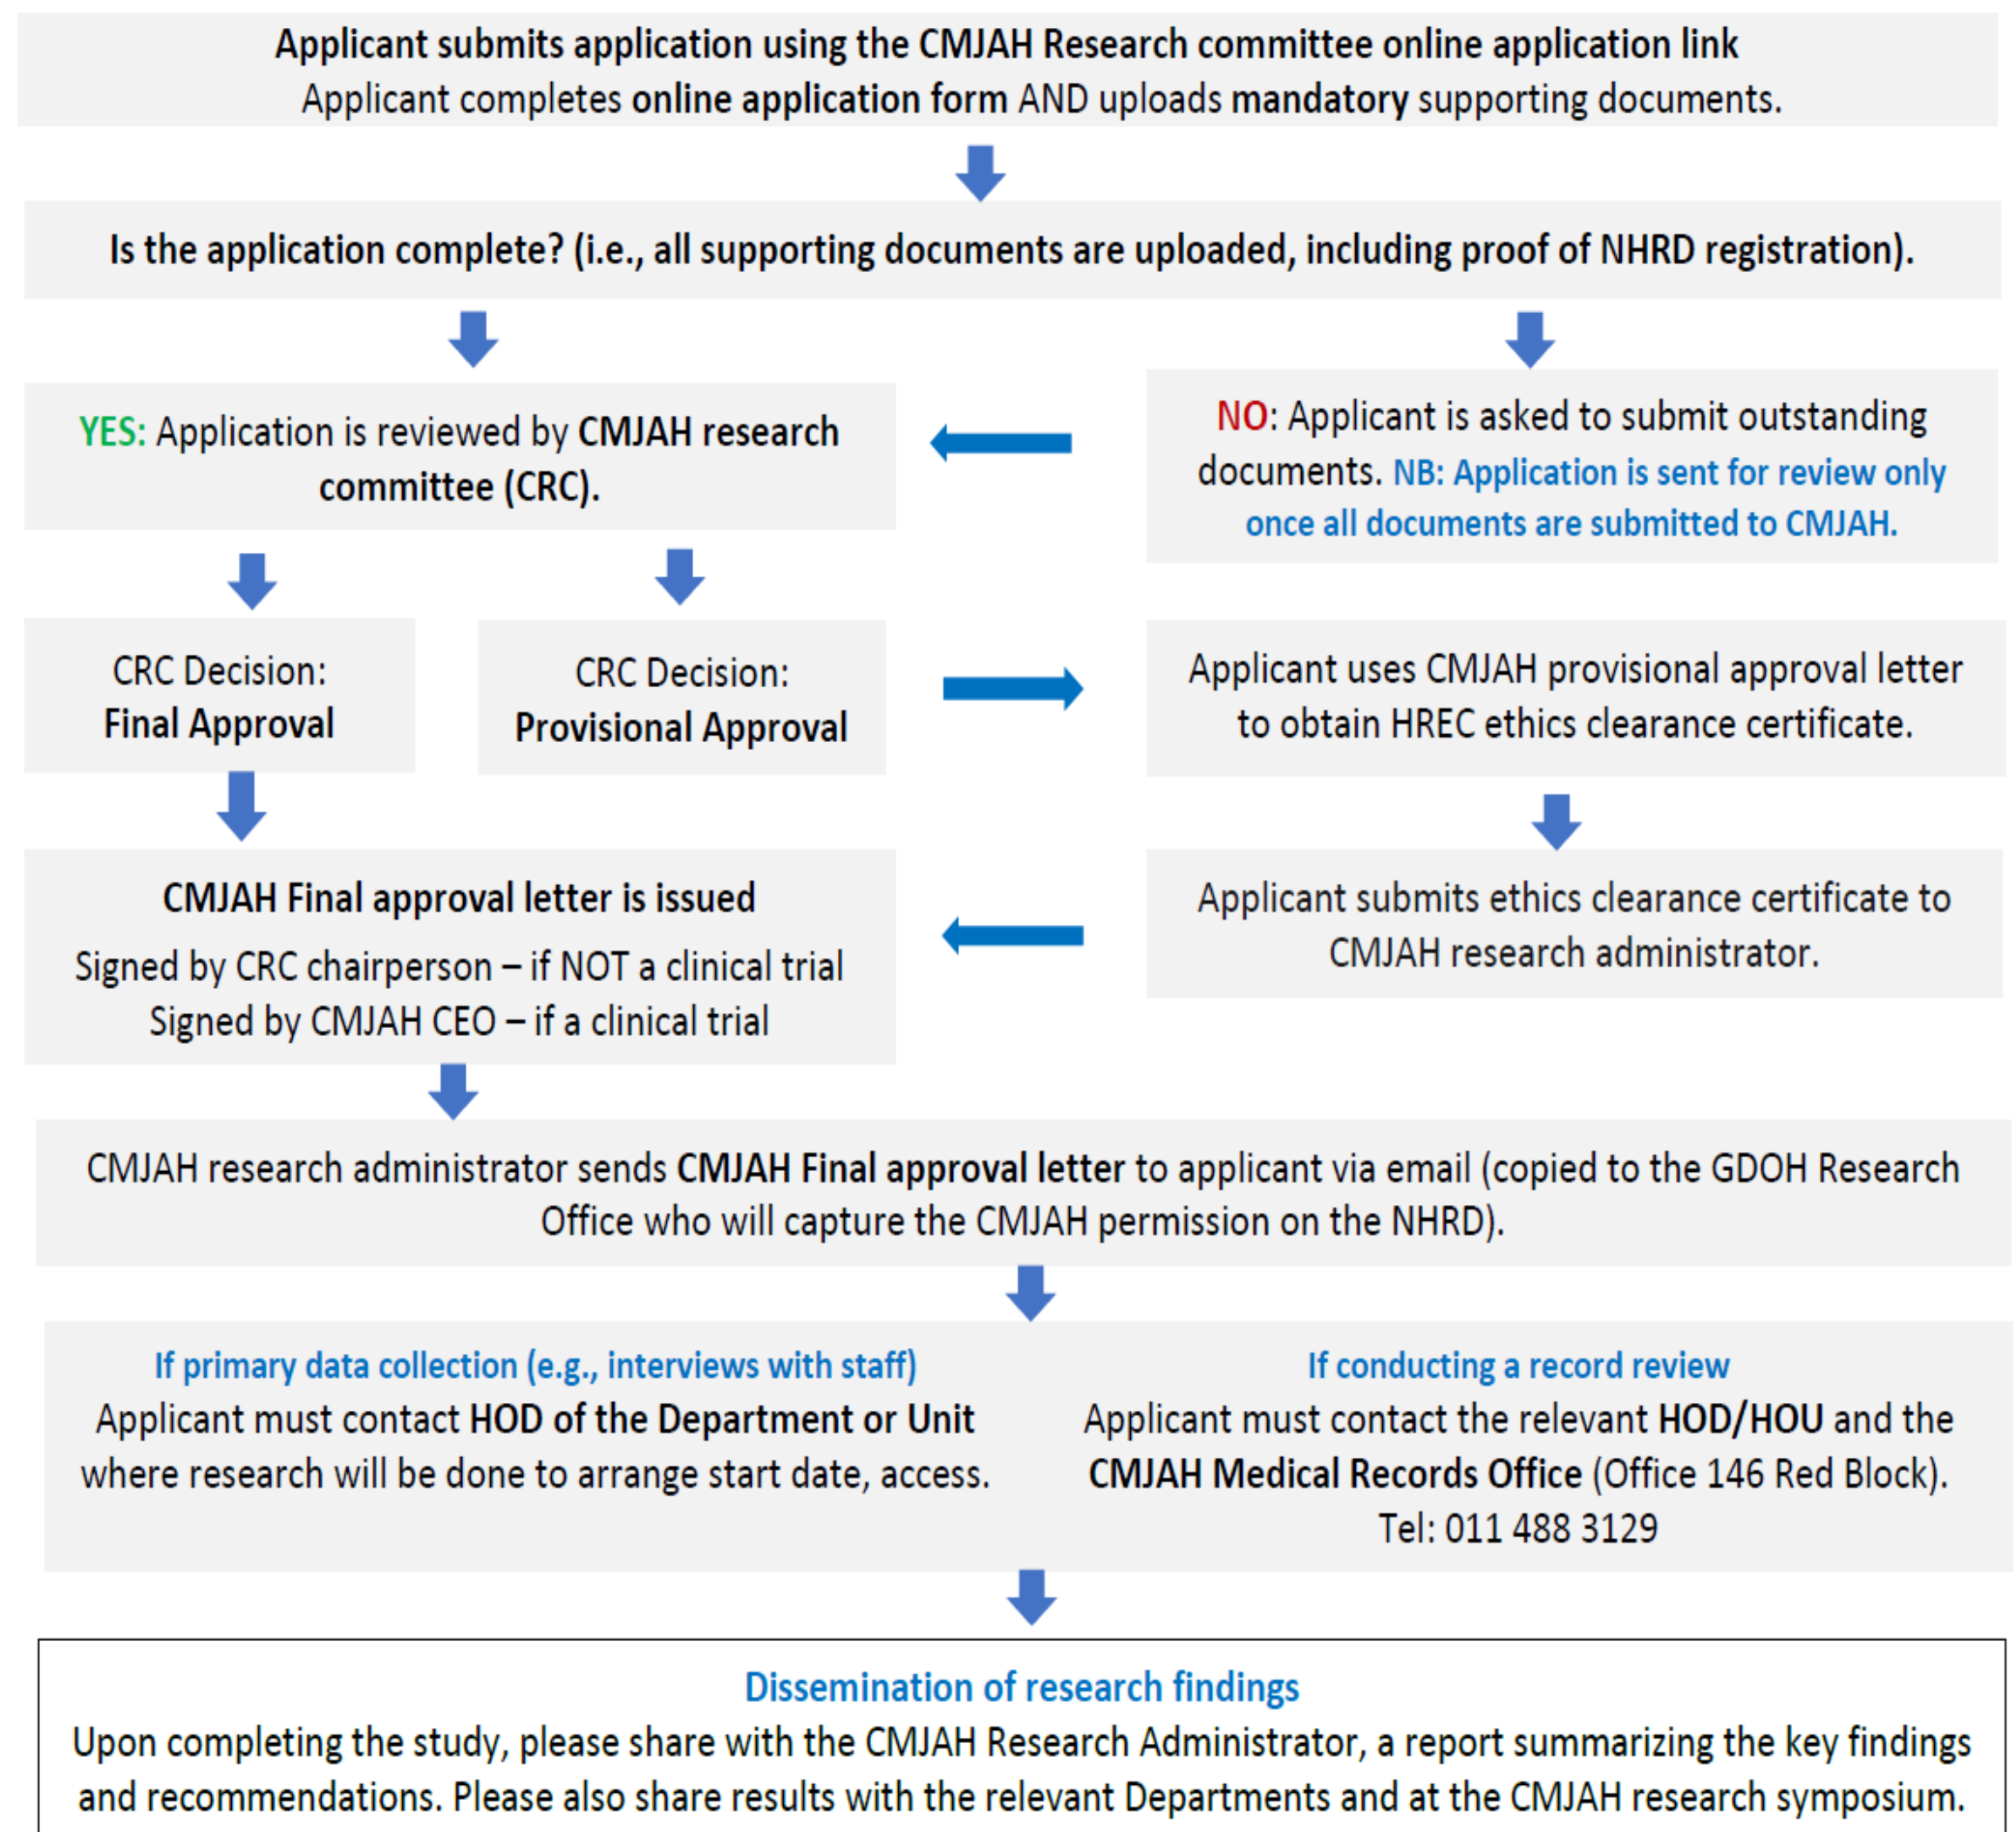 Applicant submits application using the CMJAH Research committee online application link
Applicant completes online application form AND uploads mandatory supporting documents.
Is the application complete? (i.e., all supporting documents are uploaded, including proof of NHRD registration).
YES: Application is reviewed by CMJAH research
committee (CRC).
NO: Applicant is asked to submit outstanding
documents. NB: Application is sent for review only
once all documents are submitted to CMJAH.
CRC Decision:
Final Approval
CRC Decision:
Provisional Approval
Applicant uses CMJAH provisional approval letter
to obtain HREC ethics clearance certificate.
CMJAH Final approval letter is issued
Signed by CRC chairperson – if NOT a clinical trial
Signed by CMJAH CEO – if a clinical trial
Applicant submits ethics clearance certificate to
CMJAH research administrator.
CMJAH research administrator sends CMJAH Final approval letter to applicant via email (copied to the GDOH Research
Office who will capture the CMJAH permission on the NHRD).
If primary data collection (e.g., interviews with staff)
Applicant must contact HOD of the Department or Unit
where research will be done to arrange start date, access.
If conducting a record review
Applicant must contact the relevant HOD/HOU and the
CMJAH Medical Records Office (Office 146 Red Block).
Tel: 011 488 3129
Dissemination of research findings
Upon completing the study, please share with the CMJAH Research Administrator, a report summarizing the key findings
and recommendations. Please also share results with the relevant Departments and at the CMJAH research symposium.